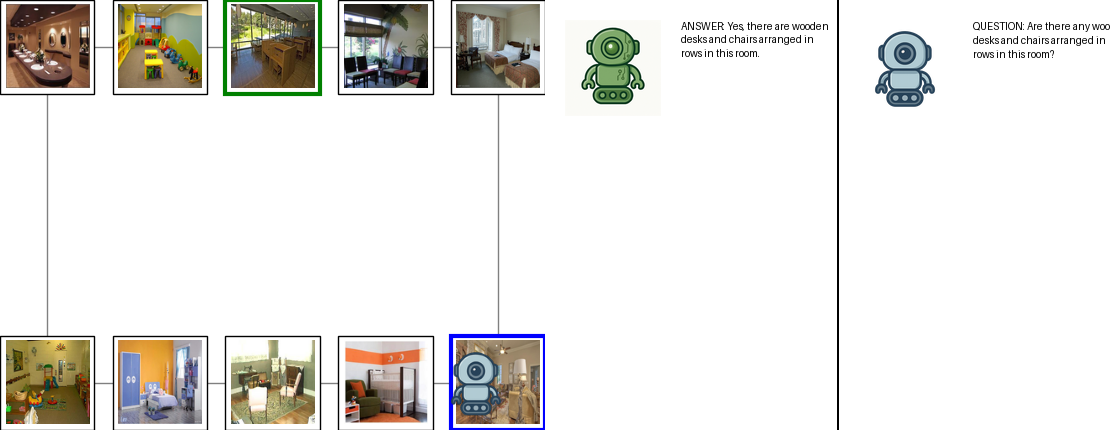 ANSWER: Yes, there are wooden
desks and chairs arranged in
rows in this room.
QUESTION: Are there any
desks and chairs arranged in
rows in this room?